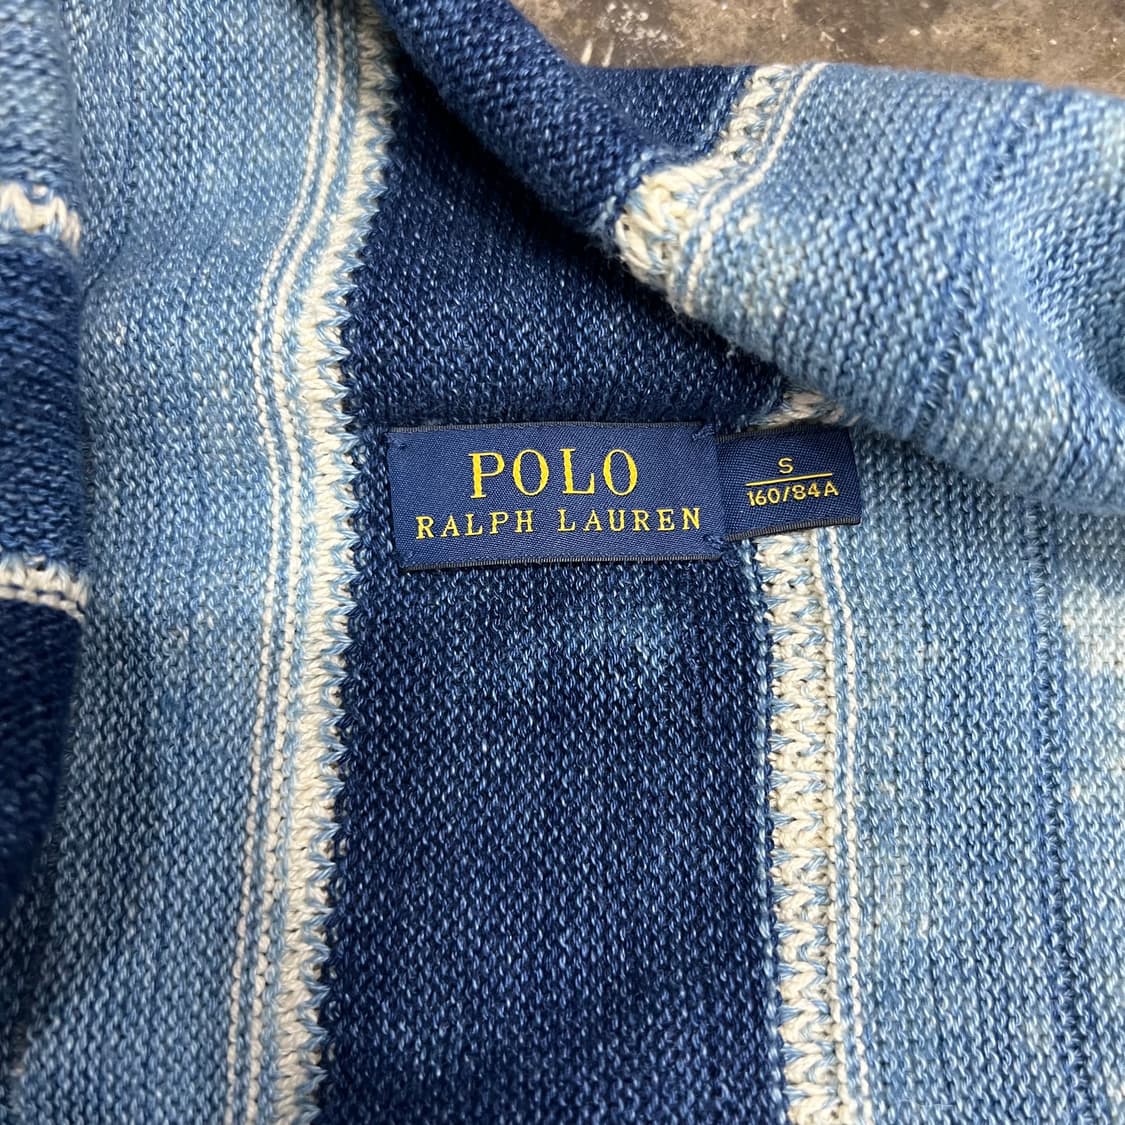 POLO
RALPH LAUREN
S
160/84A